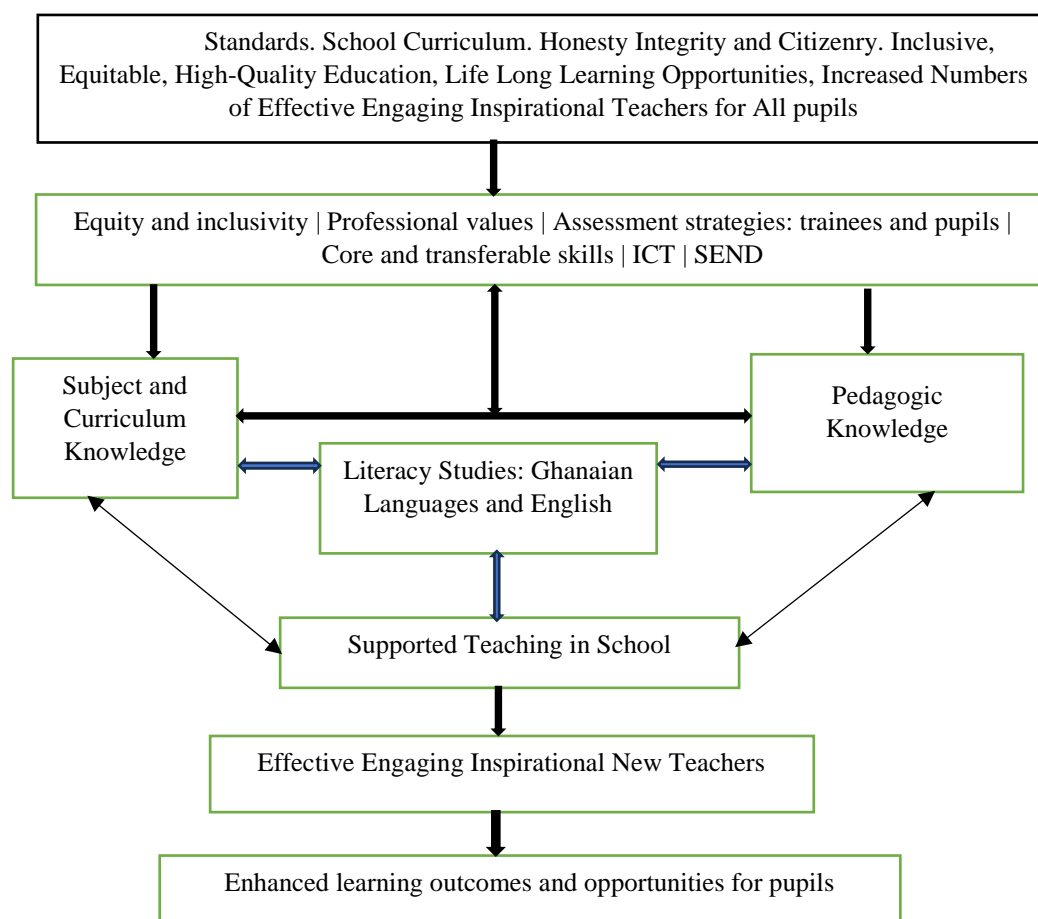 Standards. School Curriculum. Honesty Integrity and Citizenry. Inclusive,
Equitable, High-Quality Education, Life Long Learning Opportunities, Increased Numbers
of Effective Engaging Inspirational Teachers for All pupils
Equity and inclusivity | Professional values | Assessment strategies: trainees and pupils |
Core and transferable skills | ICT | SEND
Subject and
Curriculum
Knowledge
Pedagogic
Knowledge
Literacy Studies: Ghanaian
Languages and English
Supported Teaching in School
Effective Engaging Inspirational New Teachers
Enhanced learning outcomes and opportunities for pupils